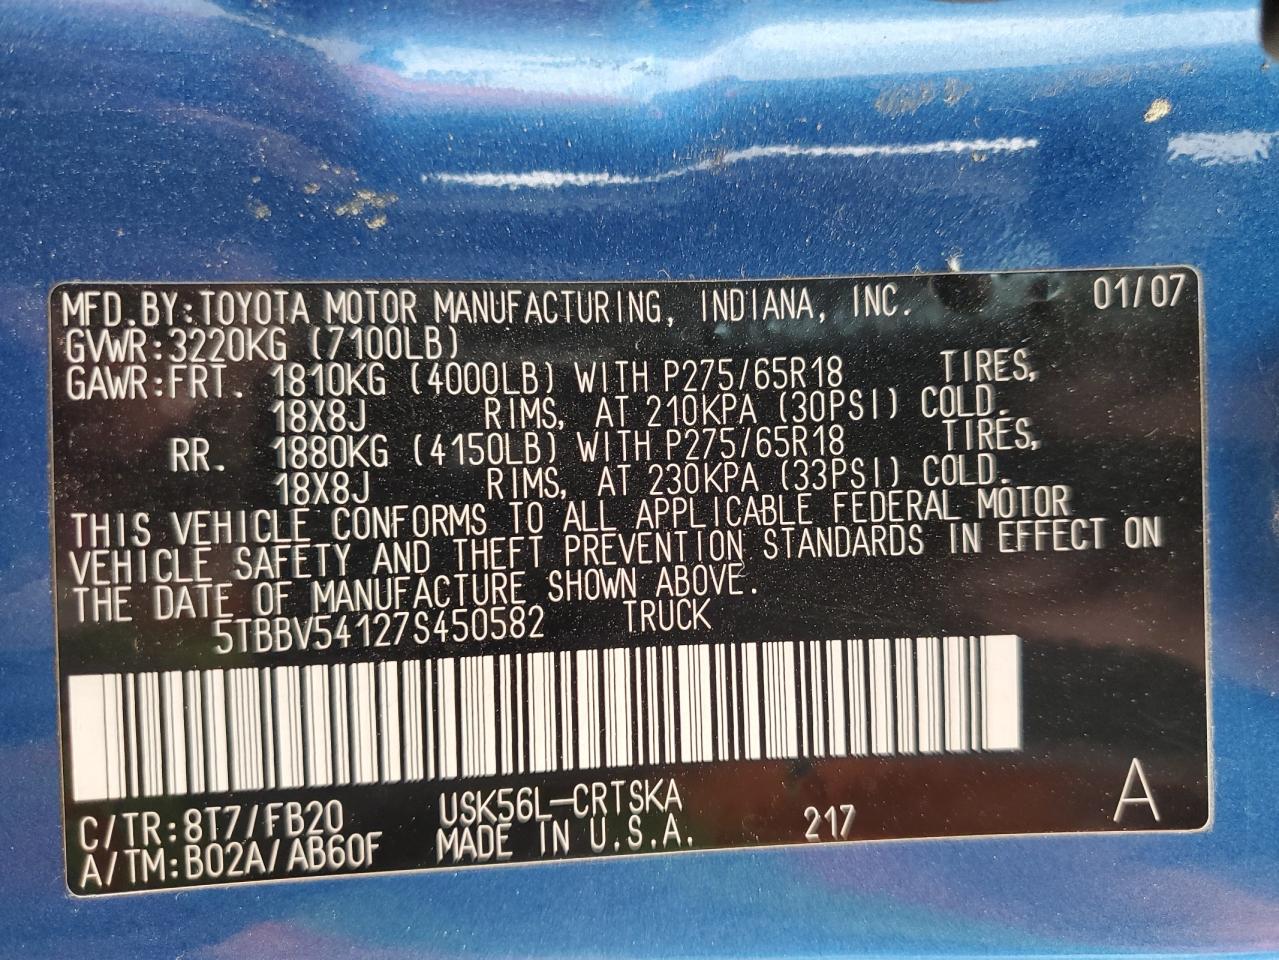 MFD.BY:TOYOTA MOTOR MANUFACTURING, INDIANA, INC. 01/07
GVWR:3220KG (7100LB)
GAWR:FRT. 1810KG (4000LB) WITH P275/65R18 TIRES,
18X8J RIMS, AT 210KPA (30PSI) COLD.
RR. 1880KG (4150LB) WITH P275/65R18 TIRES,
18X8J RIMS, AT 230KPA (33PSI) COLD.
THIS VEHICLE CONFORMS TO ALL APPLICABLE FEDERAL MOTOR
VEHICLE SAFETY AND THEFT PREVENTION STANDARDS IN EFFECT ON
THE DATE OF MANUFACTURE SHOWN ABOVE.
5TBBV54127S450582 TRUCK
C/TR:8T7/FB20 USK56L-CRTSKA
A/TM:B02A/AB60F MADE IN U.S.A. 217 A